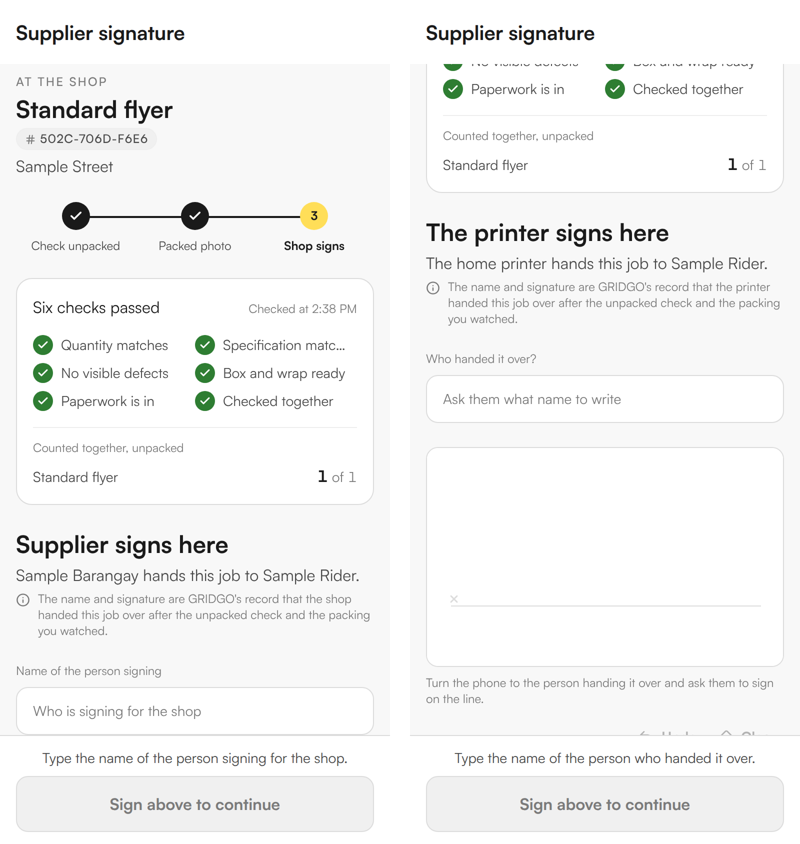 Supplier signature
AT THE SHOP
Standard flyer
# 502C-706D-F6E6
Sample Street
3
Check unpacked
Packed photo
Shop signs
Six checks passed
Checked at 2:38 PM
Quantity matches
Specification matc...
No visible defects
Box and wrap ready
Paperwork is in
Checked together
Counted together, unpacked
Standard flyer
1 of 1
Supplier signs here
Sample Barangay hands this job to Sample Rider.
The name and signature are GRIDGO's record that the shop
handed this job over after the unpacked check and the packing
you watched.
Name of the person signing
Who is signing for the shop
Type the name of the person signing for the shop.
Sign above to continue
Supplier signature
No visible defects
Box and wrap ready
Paperwork is in
Checked together
Counted together, unpacked
Standard flyer
1 of 1
The printer signs here
The home printer hands this job to Sample Rider.
The name and signature are GRIDGO's record that the printer
handed this job over after the unpacked check and the packing
you watched.
Who handed it over?
Ask them what name to write
×
Turn the phone to the person handing it over and ask them to sign
on the line.
Type the name of the person who handed it over.
Sign above to continue